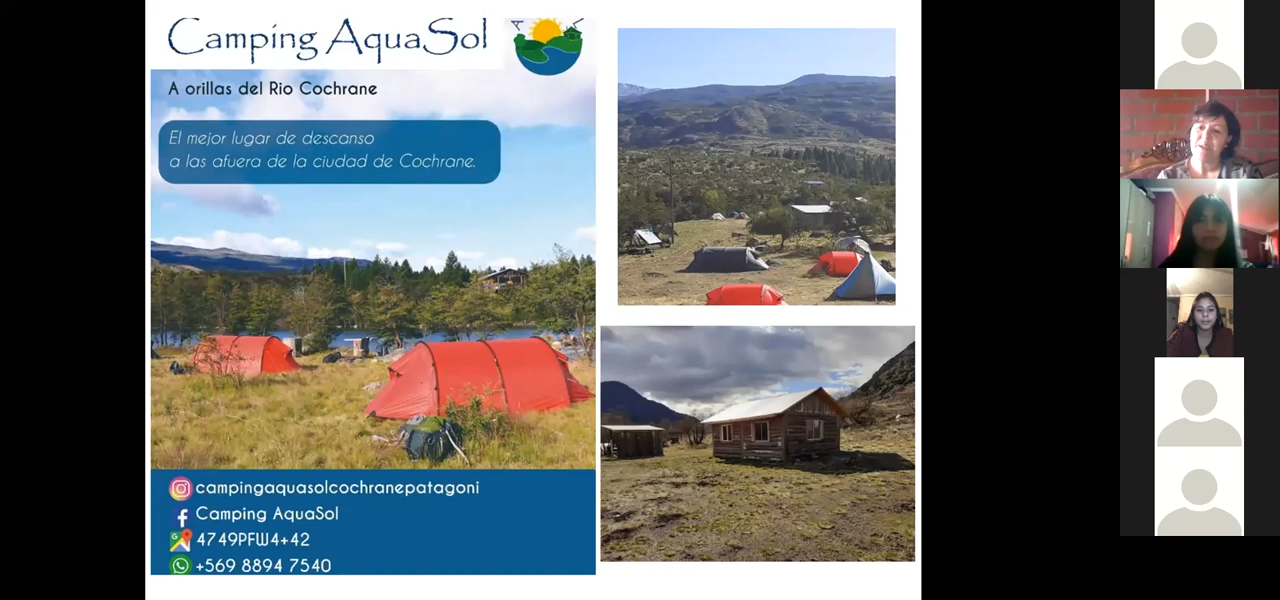 Camping AquaSol
A orillas del Rio Cochrane
El mejor lugar de descanso
a las afuera de la ciudad de Cochrane.
campingaquasolcochranepatagoni
Camping AquaSol
4749PFW4+42
+569 8894 7540